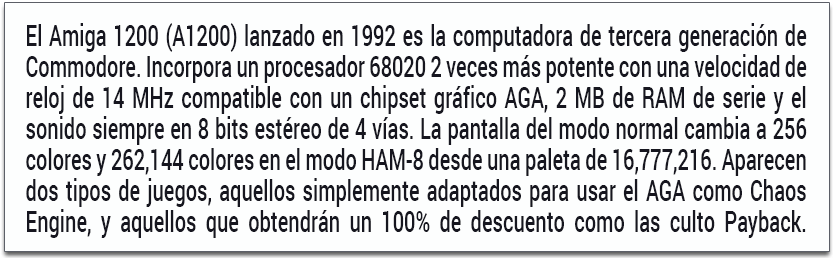 El Amiga 1200 (A1200) lanzado en 1992 es la computadora de tercera generación de
Commodore. Incorpora un procesador 68020 2 veces más potente con una velocidad de
reloj de 14 MHz compatible con un chipset gráfico AGA, 2 MB de RAM de serie y el
sonido siempre en 8 bits estéreo de 4 vías. La pantalla del modo normal cambia a 256
colores y 262,144 colores en el modo HAM-8 desde una paleta de 16,777,216. Aparecen
dos tipos de juegos, aquellos simplemente adaptados para usar el AGA como Chaos
Engine, y aquellos que obtendrán un 100% de descuento como las culto Payback.